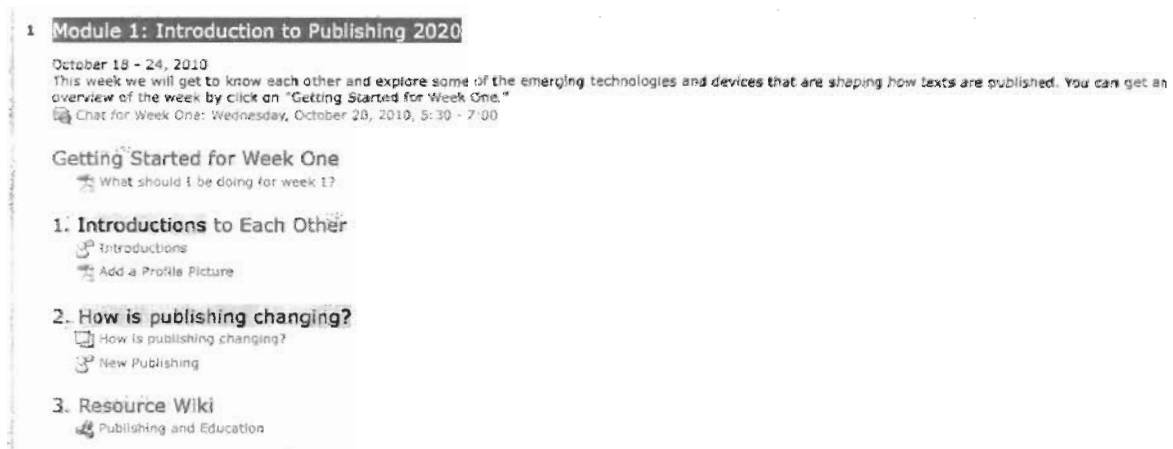 1 Module 1: Introduction to Publishing 2020
October 18 - 24, 2010
This week we will get to know each other and explore some of the emerging technologies and devices that are shaping how texts are published. You can get an
overview of the week by click on "Getting Started for Week One."
Chat for Week One: Wednesday, October 20, 2010, 5:30 - 7:00
Getting Started for Week One
What should I be doing for week 1?
1. Introductions to Each Other
Introductions
Add a Profile Picture
2. How is publishing changing?
How is publishing changing?
New Publishing
3. Resource Wiki
Publishing and Education